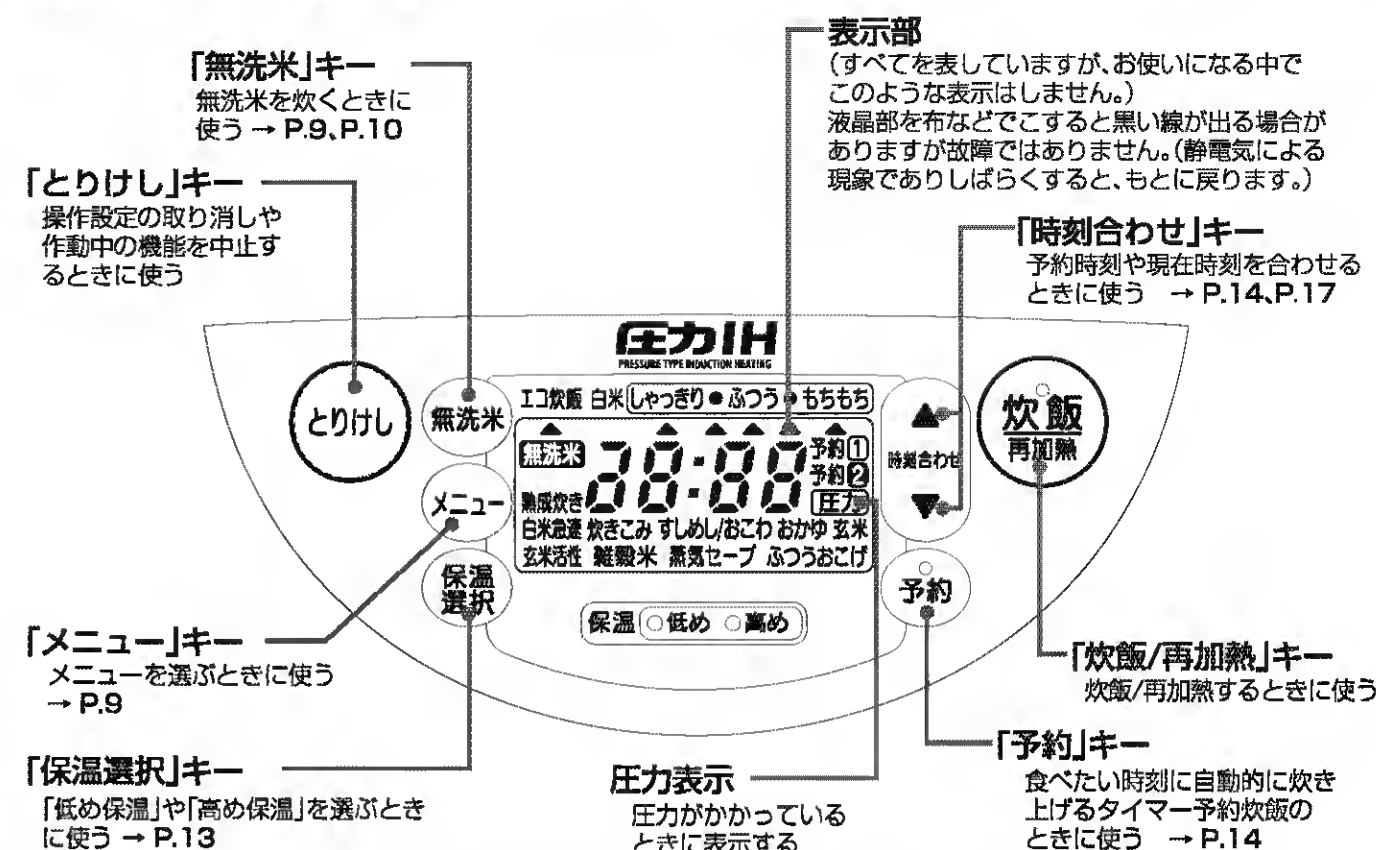 「無洗米」キー
無洗米を炊くときに
使う → P.9、P.10
「とりけし」キー
操作設定の取り消しや
作動中の機能を中止す
るときに使う
表示部
(すべてを表していますが、お使いになる中で
このような表示はしません。)
液晶部を布などでこすると黒い線が出る場合が
ありますが故障ではありません。(静電気による
現象でありしばらくすると、もとに戻ります。)
「時刻合わせ」キー
予約時刻や現在時刻を合わせる
ときに使う → P.14、P.17
圧力IH
PRESSURE TYPE INDUCTION HEATING
とりけし
無洗米
メニュー
保温
選択
エコ炊飯 白米 しゃっきり●ふつう●もちもち
▲ ▲ ▲ ▲ ▲ ▲
無洗米 28:88 予約1
予約2
熟成炊き 圧力
白米急速 炊きこみ すしめし/おこわ おかゆ 玄米
玄米活性 雑穀米 蒸気セーブ ふつうおこげ
保温 ○低め ○高め
▲
時刻合わせ
▼
予約
炊飯
再加熱
「メニュー」キー
メニューを選ぶときに使う
→ P.9
「保温選択」キー
「低め保温」や「高め保温」を選ぶとき
に使う → P.13
圧力表示
圧力がかかっている
ときに表示する
「炊飯/再加熱」キー
炊飯/再加熱するときに使う
「予約」キー
食べたい時刻に自動的に炊き
上げるタイマー予約炊飯の
ときに使う → P.14